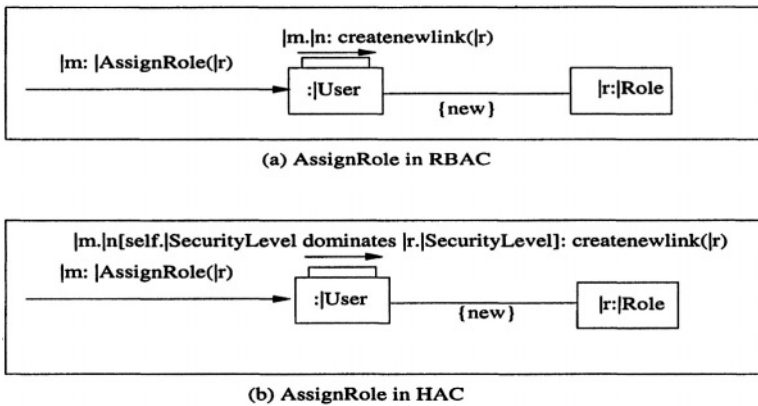 |m.|n: createnewlink(|r)
|m: |AssignRole(|r)
:|User
|r:|Role
{new}
(a) AssignRole in RBAC
|m.|n[self.|SecurityLevel dominates |r.|SecurityLevel]: createnewlink(|r)
|m: |AssignRole(|r)
:|User
|r:|Role
{new}
(b) AssignRole in HAC